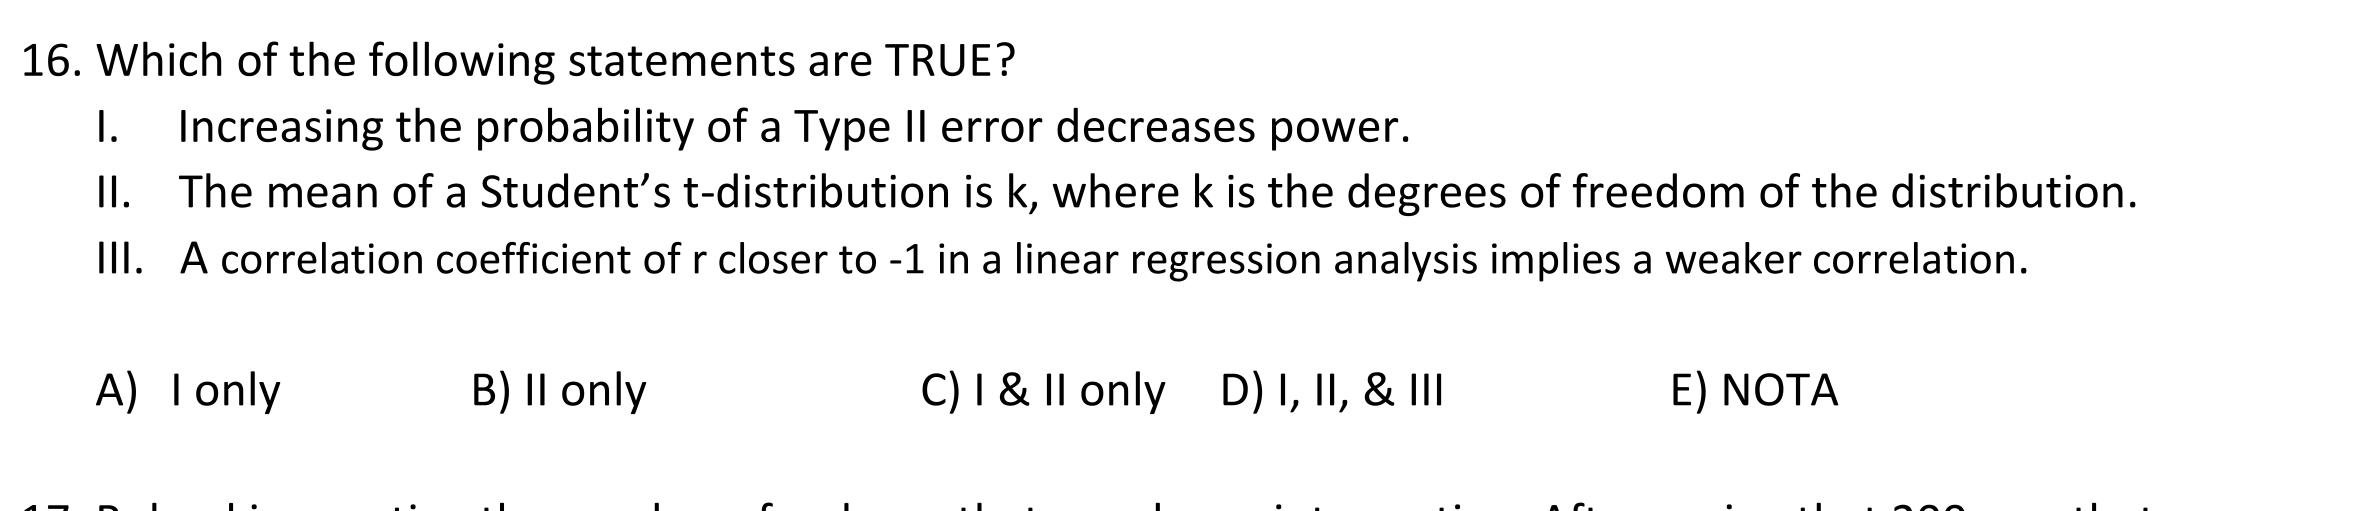 16. Which of the following statements are TRUE?
I. Increasing the probability of a Type II error decreases power.
II. The mean of a Student’s t-distribution is k, where k is the degrees of freedom of the distribution.
III. A correlation coefficient of r closer to -1 in a linear regression analysis implies a weaker correlation.
A) I only B) II only C) I & II only D) I, II, & III E) NOTA